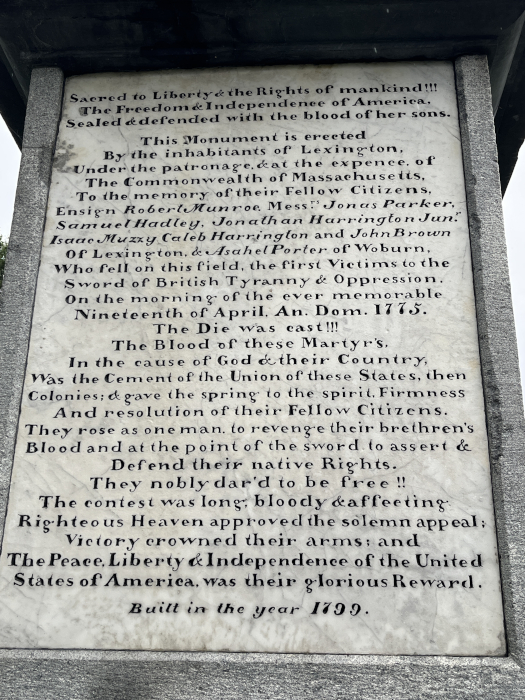 Sacred to Liberty & the Rights of mankind!!!
The Freedom & Independence of America,
Sealed & defended with the blood of her sons.
This Monument is erected
By the inhabitants of Lexington,
Under the patronage, & at the expence, of
The Commonwealth of Massachusetts,
To the memory of their Fellow Citizens,
Ensign Robert Munroe, Messrs. Jonas Parker,
Samuel Hadley, Jonathan Harrington Junr.
Isaac Muzzy, Caleb Harrington and John Brown
Of Lexington, & Asahel Porter of Woburn,
Who fell on this field, the first Victims to the
Sword of British Tyranny & Oppression.
On the morning of the ever memorable
Nineteenth of April, An. Dom. 1775.
The Die was cast!!!
The Blood of these Martyr's,
In the cause of God & their Country,
Was the Cement of the Union of these States, then
Colonies; & gave the spring to the spirit, Firmness
And resolution of their Fellow Citizens.
They rose as one man, to revenge their brethren's
Blood and at the point of the sword to assert &
Defend their native Rights.
They nobly dar'd to be free!!
The contest was long, bloody & affecting.
Righteous Heaven approved the solemn appeal;
Victory crowned their arms; and
The Peace, Liberty & Independence of the United
States of America, was their glorious Reward.
Built in the year 1799.